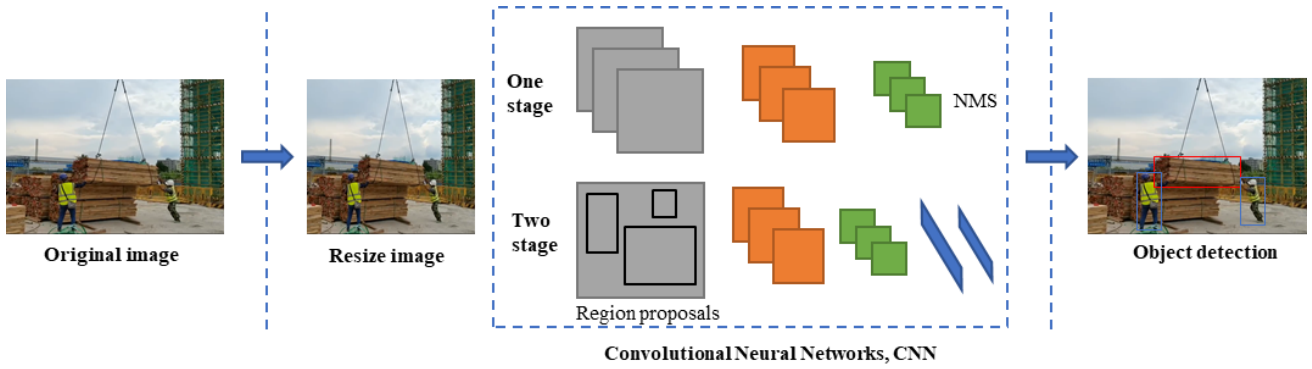 One
stage
NMS
Two
stage
Region proposals
Original image
Resize image
Object detection
Convolutional Neural Networks, CNN